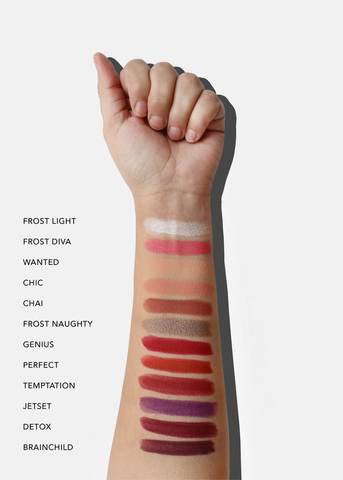 FROST LIGHT
FROST DIVA
WANTED
CHIC
CHAI
FROST NAUGHTY
GENIUS
PERFECT
TEMPTATION
JETSET
DETOX
BRAINCHILD